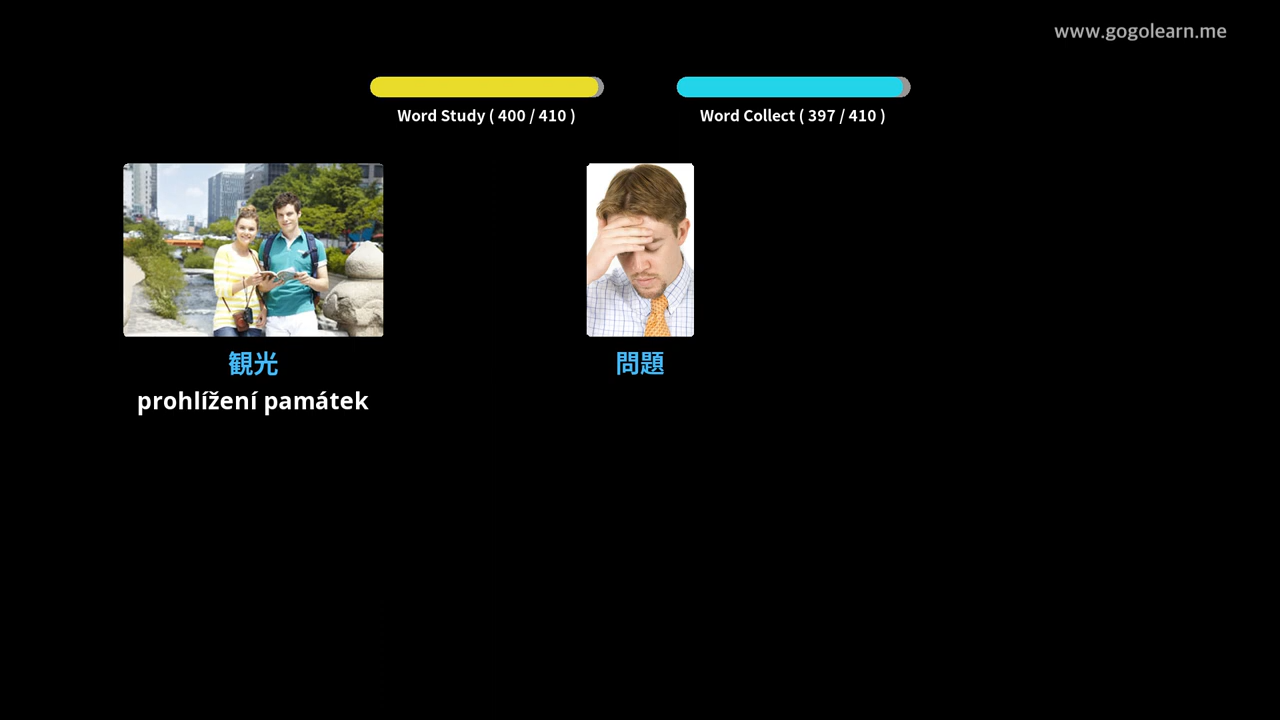 www.gogolearn.me
Word Study ( 400 / 410 )
Word Collect ( 397 / 410 )
観光
prohlížení památek
問題